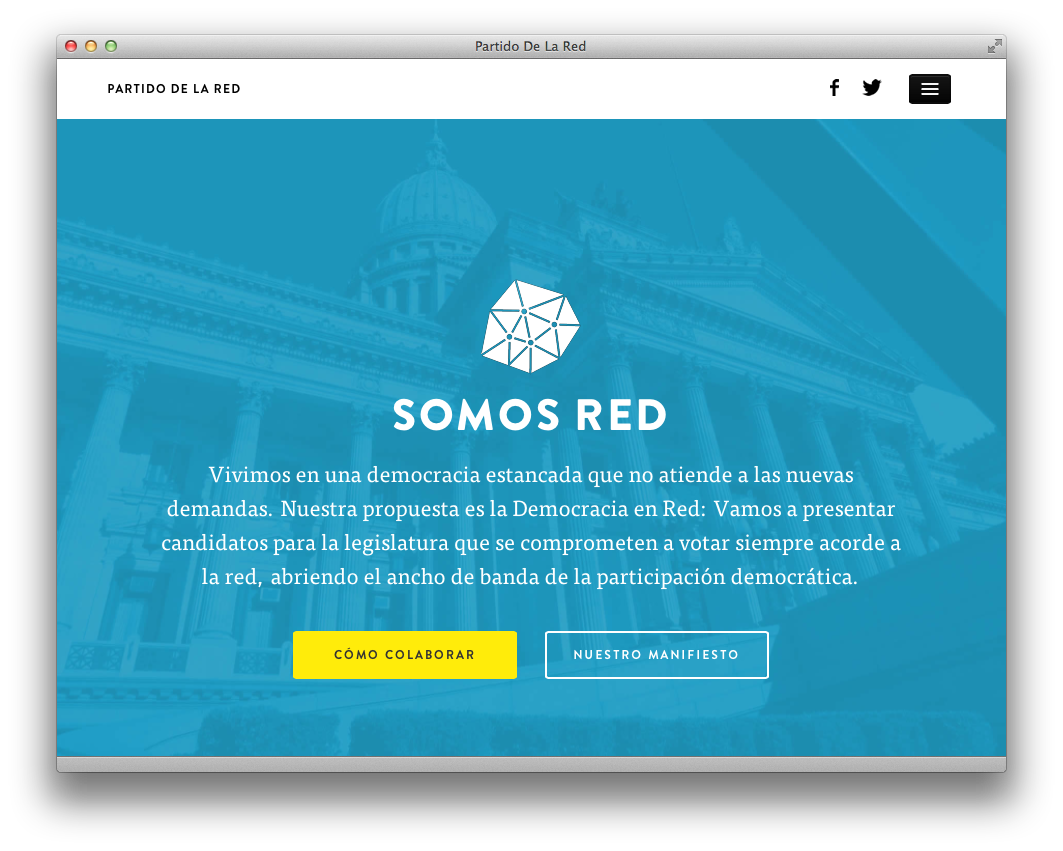 Partido De La Red
PARTIDO DE LA RED
SOMOS RED
Vivimos en una democracia estancada que no atiende a las nuevas
demandas. Nuestra propuesta es la Democracia en Red: Vamos a presentar
candidatos para la legislatura que se comprometen a votar siempre acorde a
la red, abriendo el ancho de banda de la participación democrática.
CÓMO COLABORAR
NUESTRO MANIFIESTO